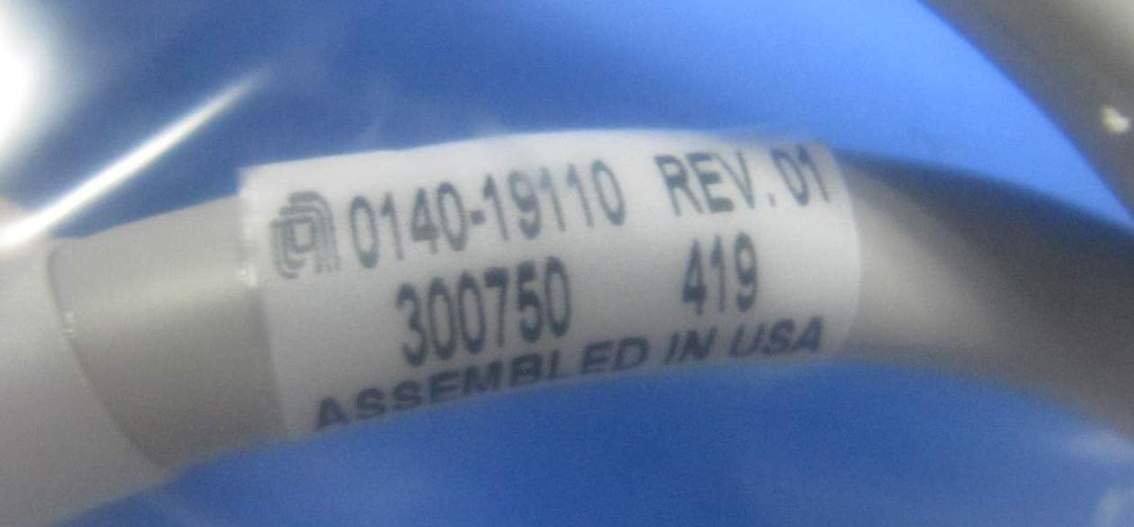 0140-19110 REV. 01
300750 419
ASSEMBLED IN USA